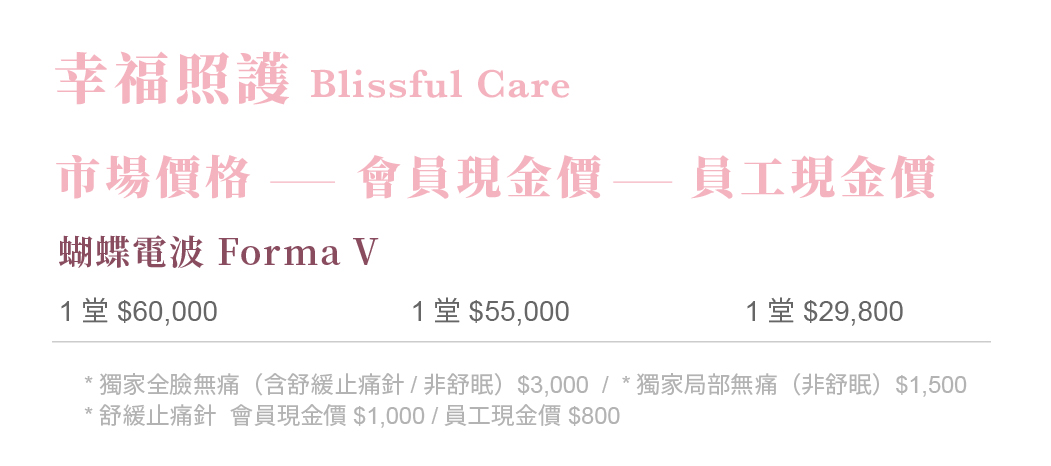 幸福照護 Blissful Care
市場價格 — 會員現金價 — 員工現金價
蝴蝶電波 Forma V
1 堂 $60,000 1 堂 $55,000 1 堂 $29,800
* 獨家全臉無痛（含舒緩止痛針 / 非舒眠）$3,000 / * 獨家局部無痛（非舒眠）$1,500
* 舒緩止痛針 會員現金價 $1,000 / 員工現金價 $800